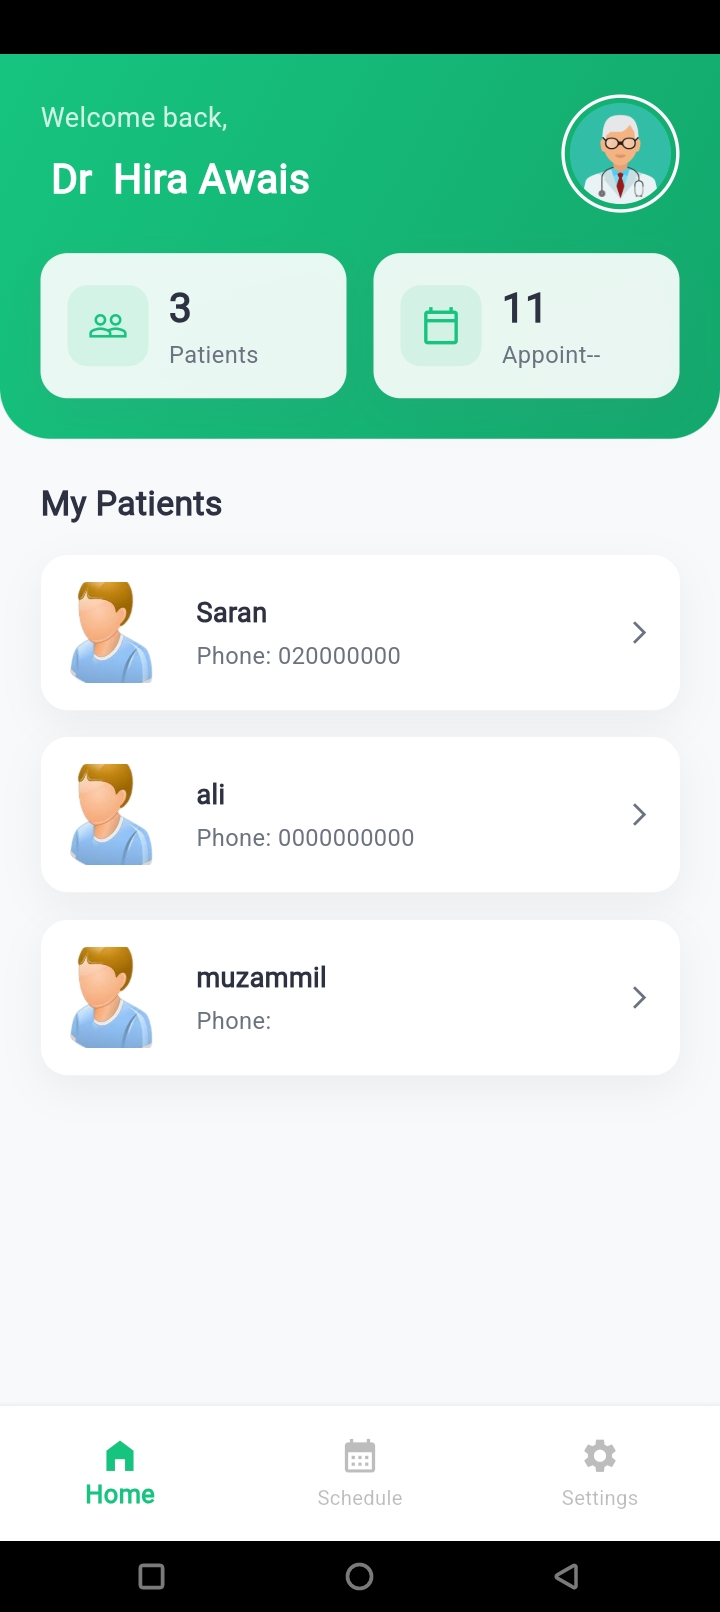 Welcome back,
Dr  Hira Awais
3
Patients
11
Appoint--
My Patients
Saran
Phone: 020000000
ali
Phone: 0000000000
muzammil
Phone:
Home
Schedule
Settings